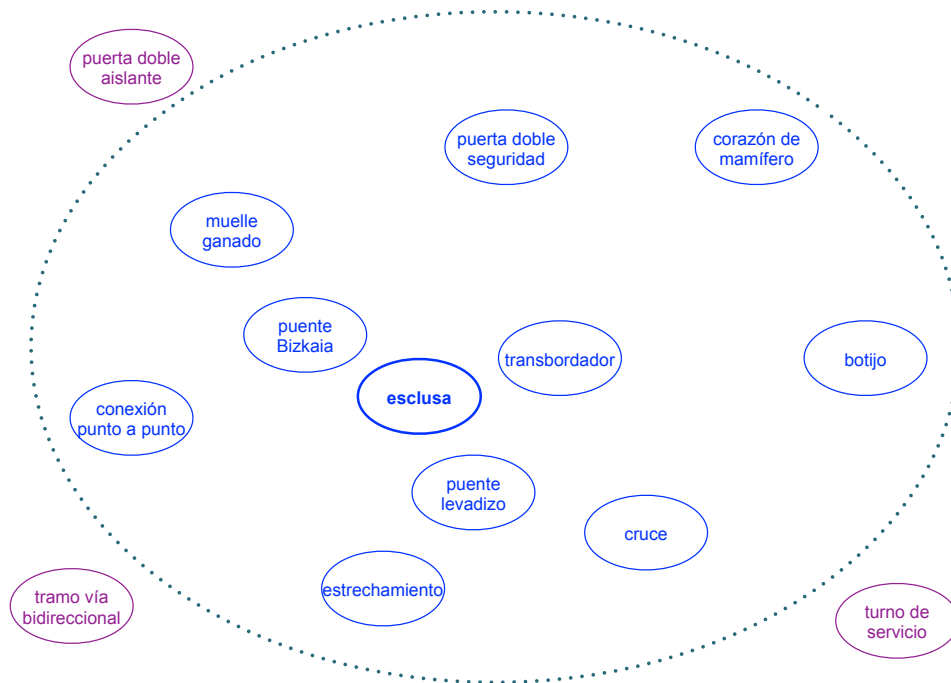 puerta doble
aislante
puerta doble
seguridad
corazón de
mamífero
muelle
ganado
puente
Bizkaia
transbordador
botijo
esclusa
conexión
punto a punto
puente
levadizo
cruce
estrechamiento
tramo vía
bidireccional
turno de
servicio